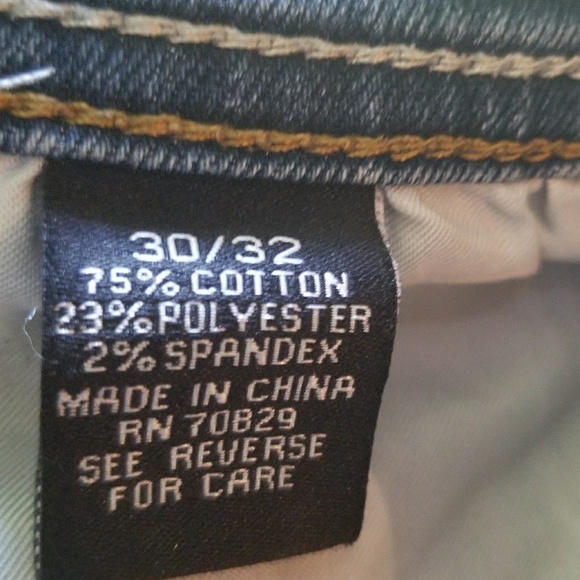 30/32
75% COTTON
23% POLYESTER
2% SPANDEX
MADE IN CHINA
RN 70829
SEE REVERSE
FOR CARE